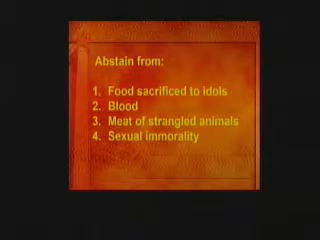 Abstain from:
1. Food sacrificed to idols
2. Blood
3. Meat of strangled animals
4. Sexual immorality